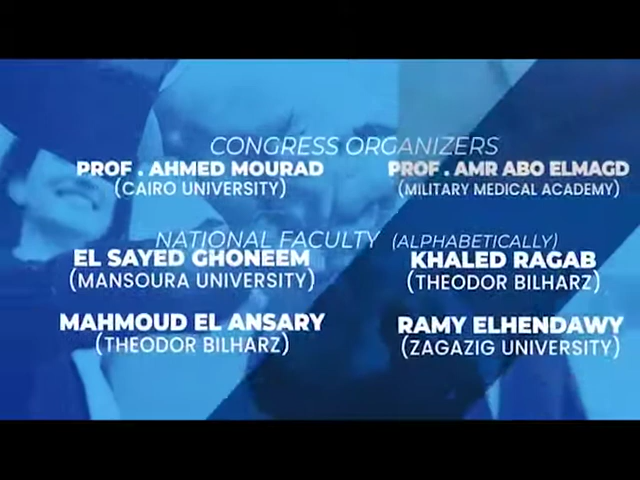 CONGRESS ORGANIZERS
PROF . AHMED MOURAD
(CAIRO UNIVERSITY)
PROF . AMR ABO ELMAGD
(MILITARY MEDICAL ACADEMY)
NATIONAL FACULTY (ALPHABETICALLY)
EL SAYED GHONEEM
(MANSOURA UNIVERSITY)
KHALED RAGAB
(THEODOR BILHARZ)
MAHMOUD EL ANSARY
(THEODOR BILHARZ)
RAMY ELHENDAWY
(ZAGAZIG UNIVERSITY)